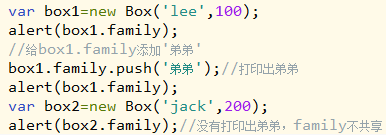 var box1=new Box('lee',100);
alert(box1.family);
//给box1.family添加'弟弟'
box1.family.push('弟弟');//打印出弟弟
alert(box1.family);
var box2=new Box('jack',200);
alert(box2.family);//没有打印出弟弟，family不共享